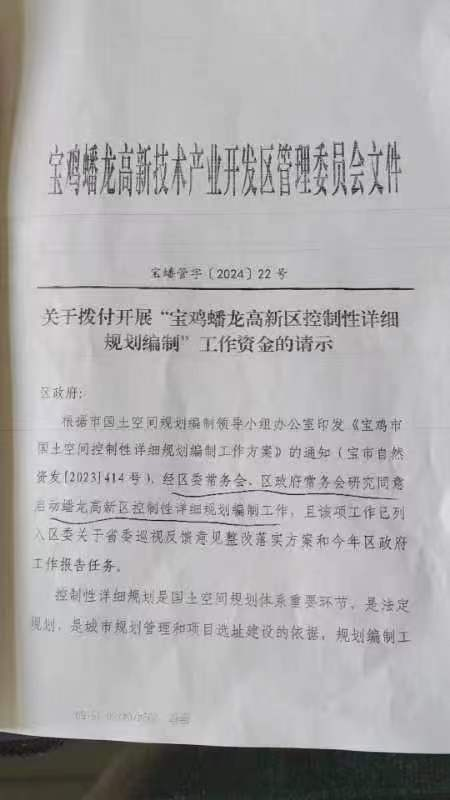 宝鸡蟠龙高新技术产业开发区管理委员会文件
宝蟠管字〔2024〕22号
关于拨付开展“宝鸡蟠龙高新区控制性详细
规划编制”工作资金的请示
区政府:
根据市国土空间规划编制领导小组办公室印发《宝鸡市
国土空间控制性详细规划编制工作方案》的通知(宝市自然
资发〔2023〕414号)、经区委常务会、区政府常务会研究同意
启动蟠龙高新区控制性详细规划编制工作,且该项工作已列
入区委关于省委巡视反馈意见整改落实方案和今年区政府
工作报告任务。
控制性详细规划是国土空间规划体系重要环节,是法定
规划,是城市规划管理和项目选址建设的依据,规划编制工